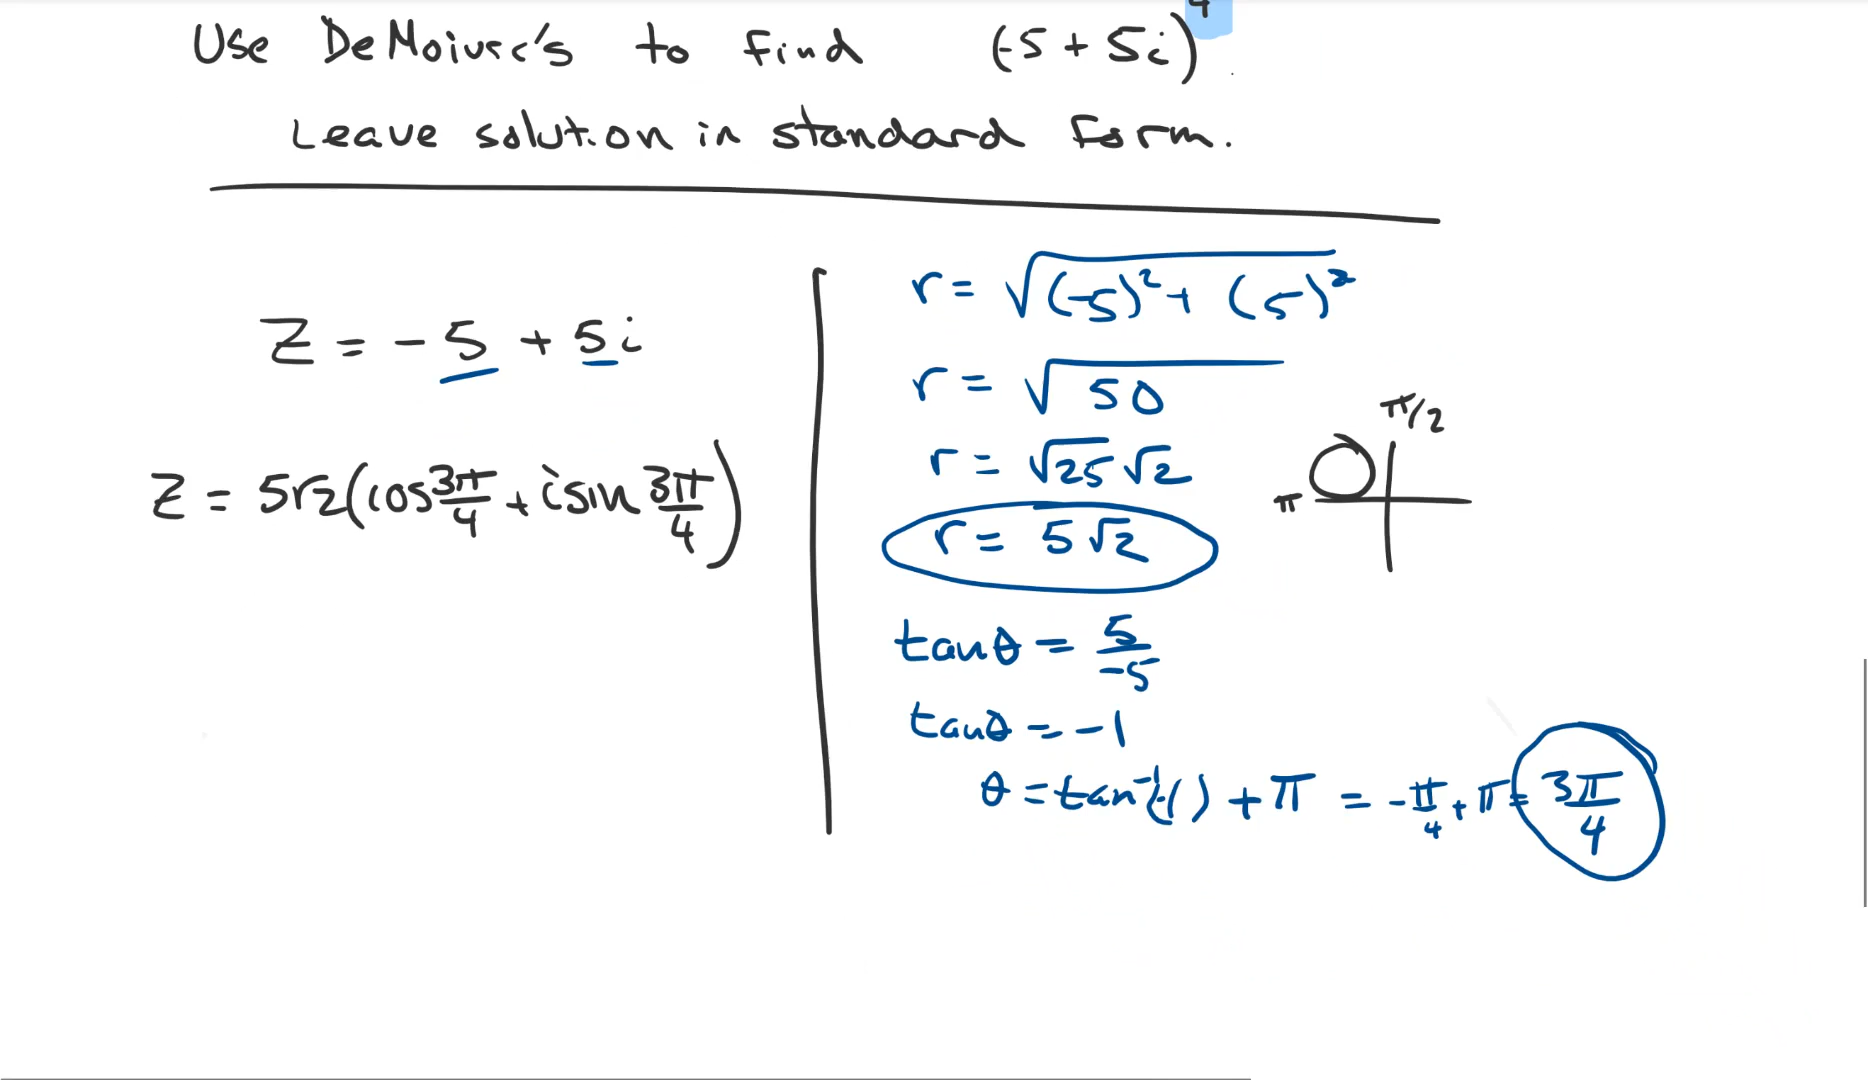 Use DeMoivre's to find (-5 + 5i)⁴.
Leave solution in standard form.
z = -5 + 5i
z = 5√2(cos 3π/4 + i sin 3π/4)
r = √((-5)² + (5)²)
r = √50
r = √25 √2
r = 5√2
π/2
π
tanθ = 5/-5
tanθ = -1
θ = tan⁻¹(-1) + π = -π/4 + π = 3π/4